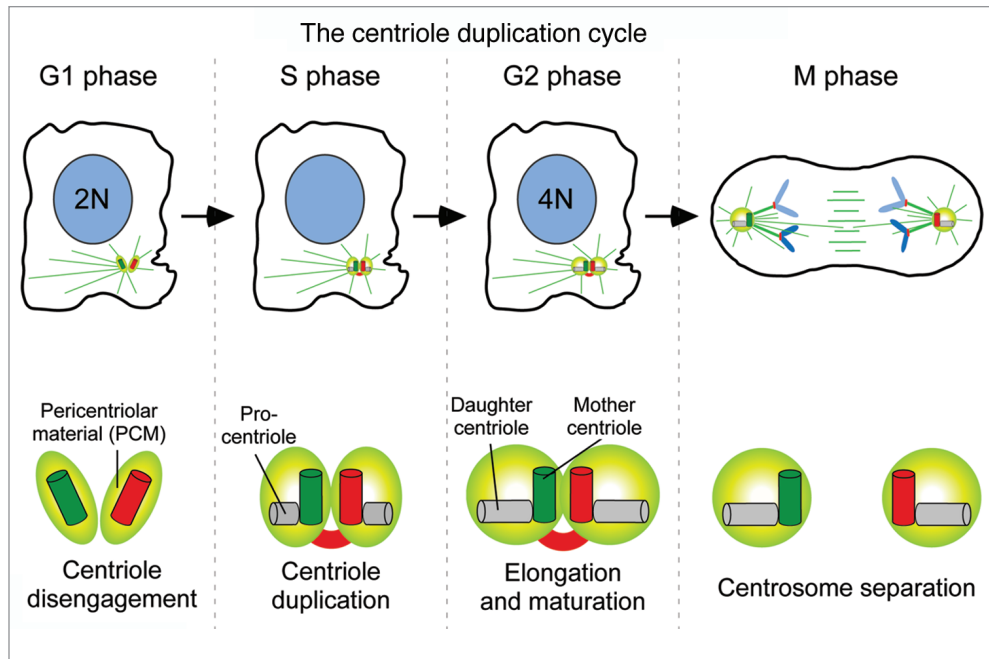 The centriole duplication cycle
G1 phase
S phase
G2 phase
M phase
2N
4N
Pericentriolar
material (PCM)
Pro-
centriole
Daughter
centriole
Mother
centriole
Centriole
disengagement
Centriole
duplication
Elongation
and maturation
Centrosome separation